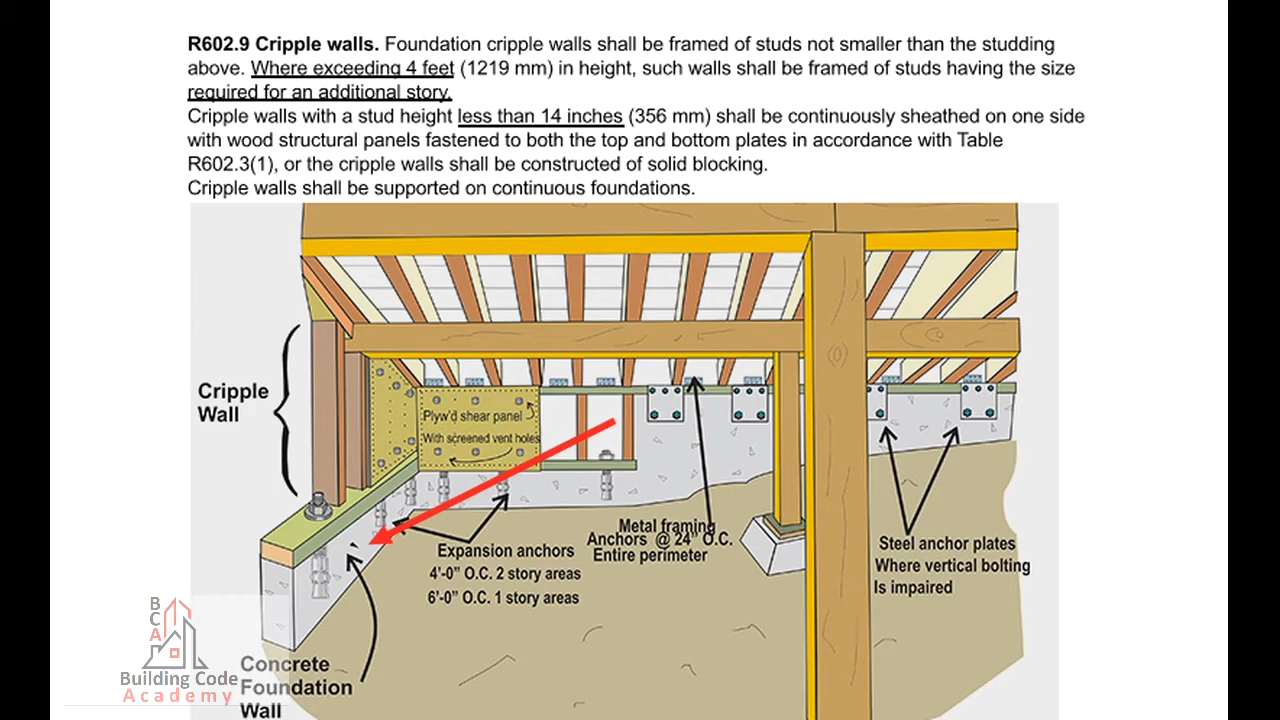 R602.9 Cripple walls. Foundation cripple walls shall be framed of studs not smaller than the studding
above. Where exceeding 4 feet (1219 mm) in height, such walls shall be framed of studs having the size
required for an additional story.
Cripple walls with a stud height less than 14 inches (356 mm) shall be continuously sheathed on one side
with wood structural panels fastened to both the top and bottom plates in accordance with Table
R602.3(1), or the cripple walls shall be constructed of solid blocking.
Cripple walls shall be supported on continuous foundations.
Cripple
Wall
Plyw'd shear panel
With screened vent holes
Expansion anchors
4'-0" O.C. 2 story areas
6'-0" O.C. 1 story areas
Metal framing
Anchors @ 24" O.C.
Entire perimeter
Steel anchor plates
Where vertical bolting
Is impaired
Concrete
Foundation
Wall
BCA
Building Code
Academy